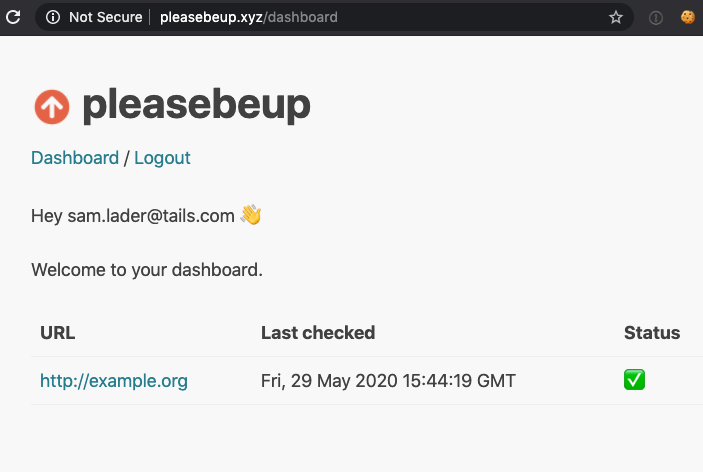 Not Secure pleasebeup.xyz/dashboard
pleasebeup
Dashboard / Logout
Hey sam.lader@tails.com 👋
Welcome to your dashboard.
URL Last checked Status
http://example.org Fri, 29 May 2020 15:44:19 GMT ✅